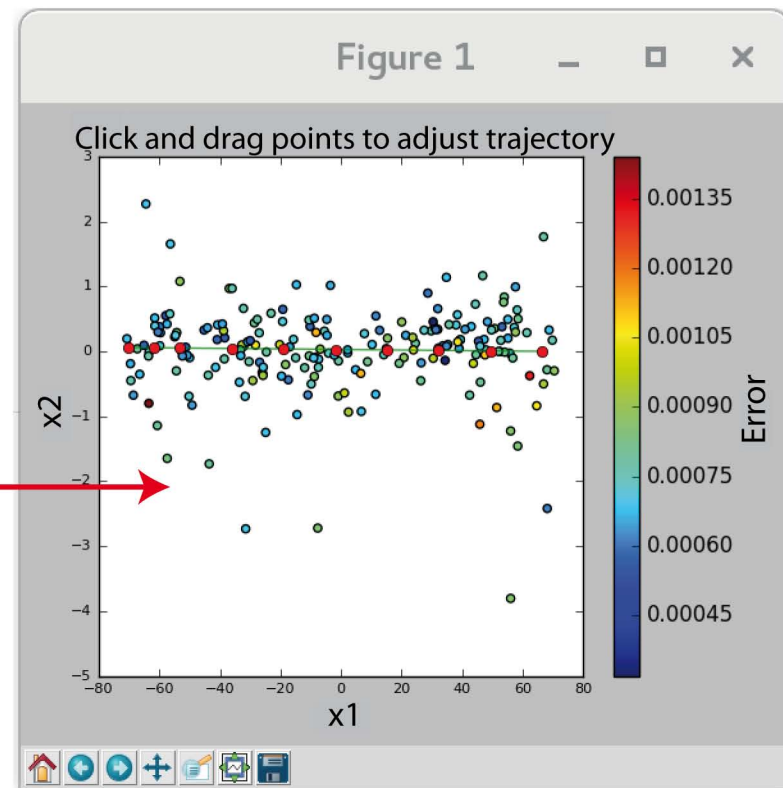 Figure 1
Click and drag points to adjust trajectory
3
2
1
0
−1
−2
−3
−4
−5
x2
−80 −60 −40 −20 0 20 40 60 80
x1
0.00135
0.00120
0.00105
0.00090
0.00075
0.00060
0.00045
Error